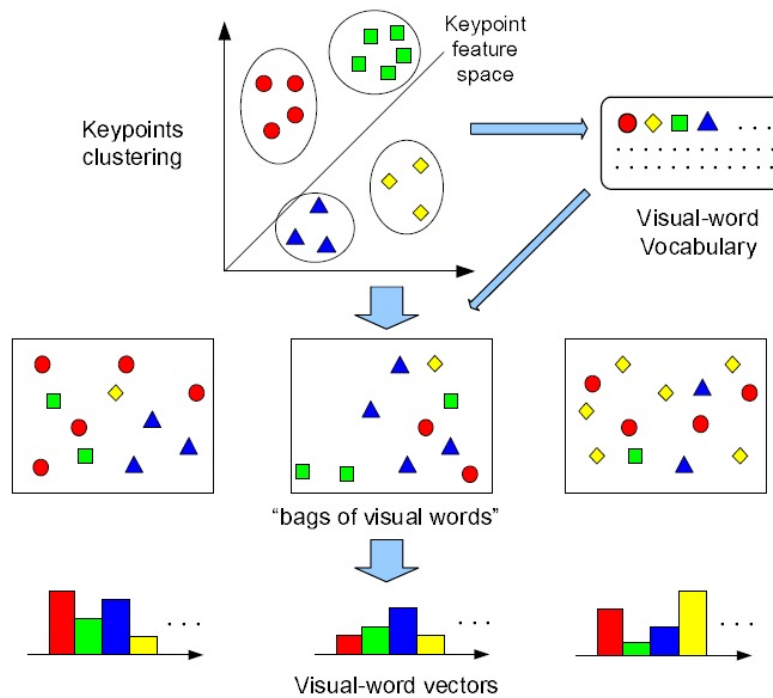 Keypoint
feature
space
Keypoints
clustering
Visual-word
Vocabulary
“bags of visual words”
Visual-word vectors